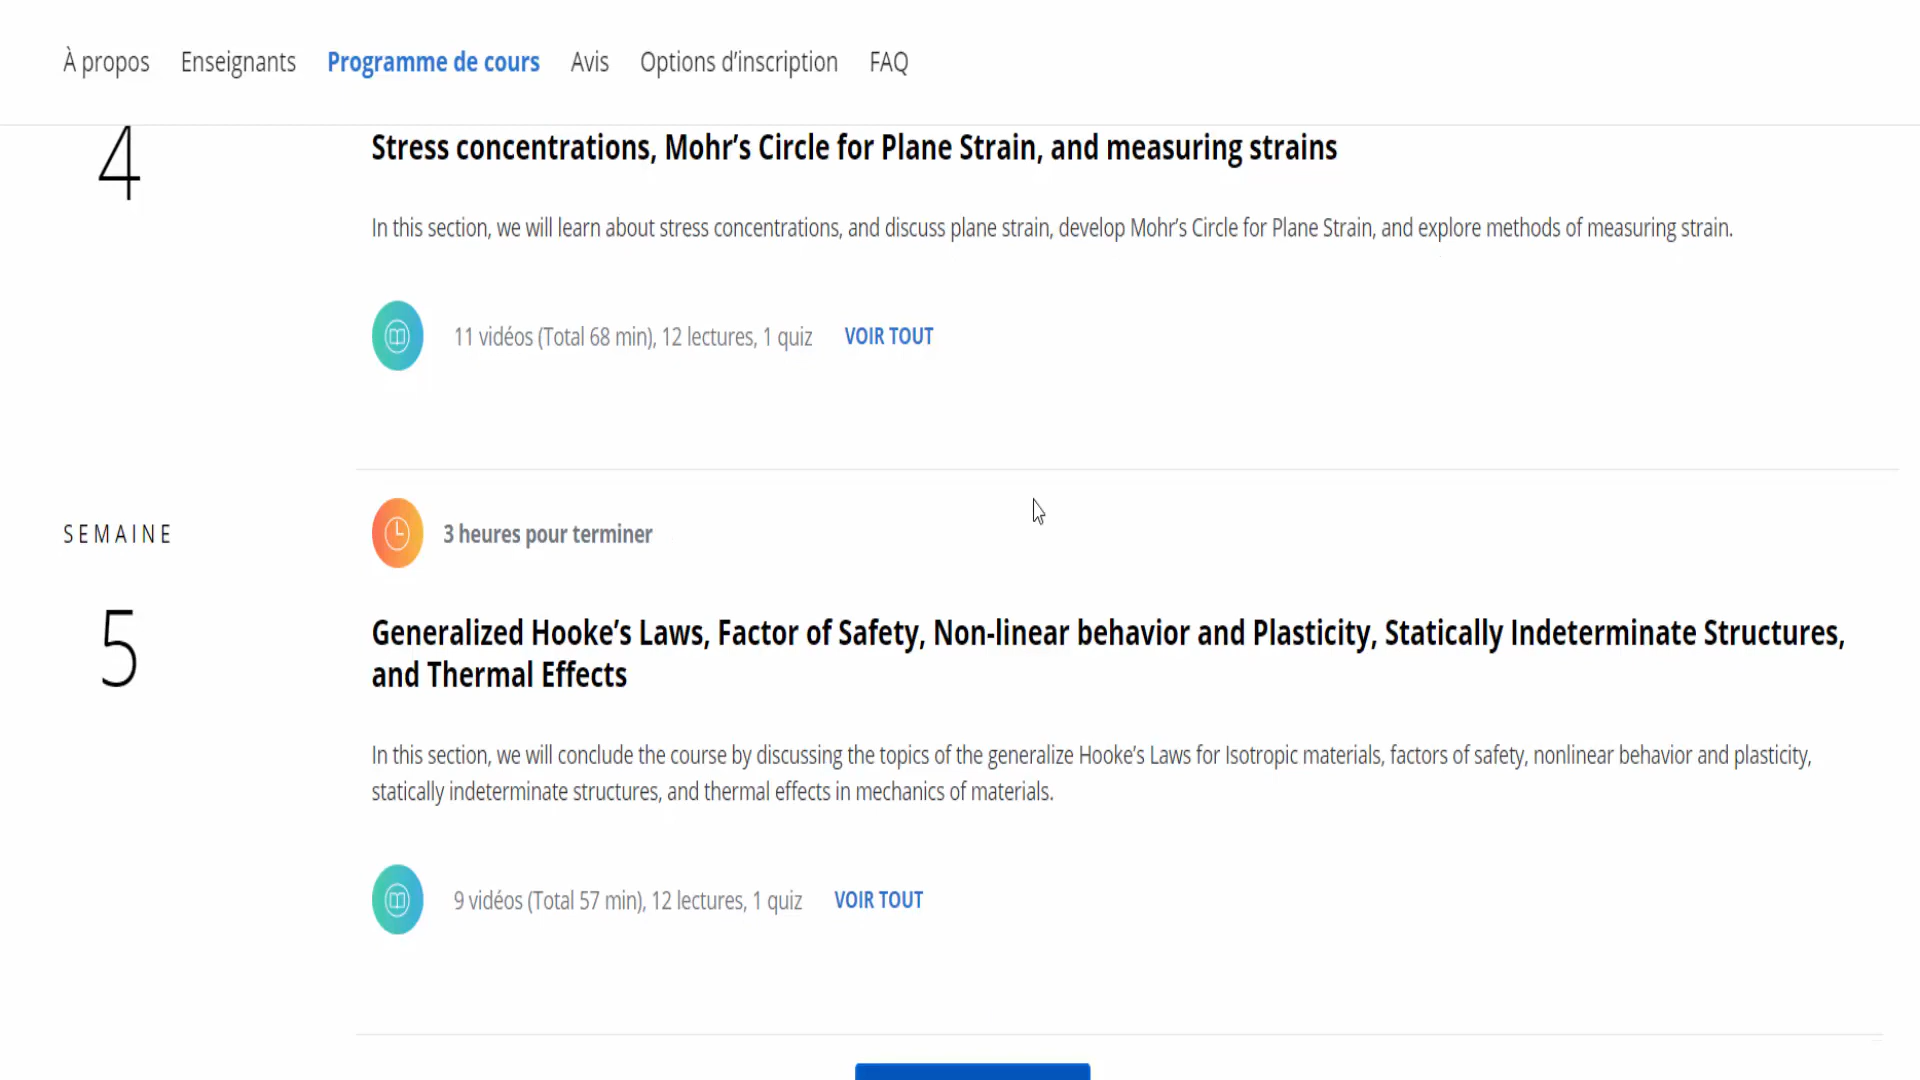 À propos Enseignants Programme de cours Avis Options d’inscription FAQ
4
Stress concentrations, Mohr’s Circle for Plane Strain, and measuring strains
In this section, we will learn about stress concentrations, and discuss plane strain, develop Mohr’s Circle for Plane Strain, and explore methods of measuring strain.
11 vidéos (Total 68 min), 12 lectures, 1 quiz VOIR TOUT
SEMAINE
3 heures pour terminer
5
Generalized Hooke’s Laws, Factor of Safety, Non-linear behavior and Plasticity, Statically Indeterminate Structures,
and Thermal Effects
In this section, we will conclude the course by discussing the topics of the generalize Hooke’s Laws for Isotropic materials, factors of safety, nonlinear behavior and plasticity,
statically indeterminate structures, and thermal effects in mechanics of materials.
9 vidéos (Total 57 min), 12 lectures, 1 quiz VOIR TOUT